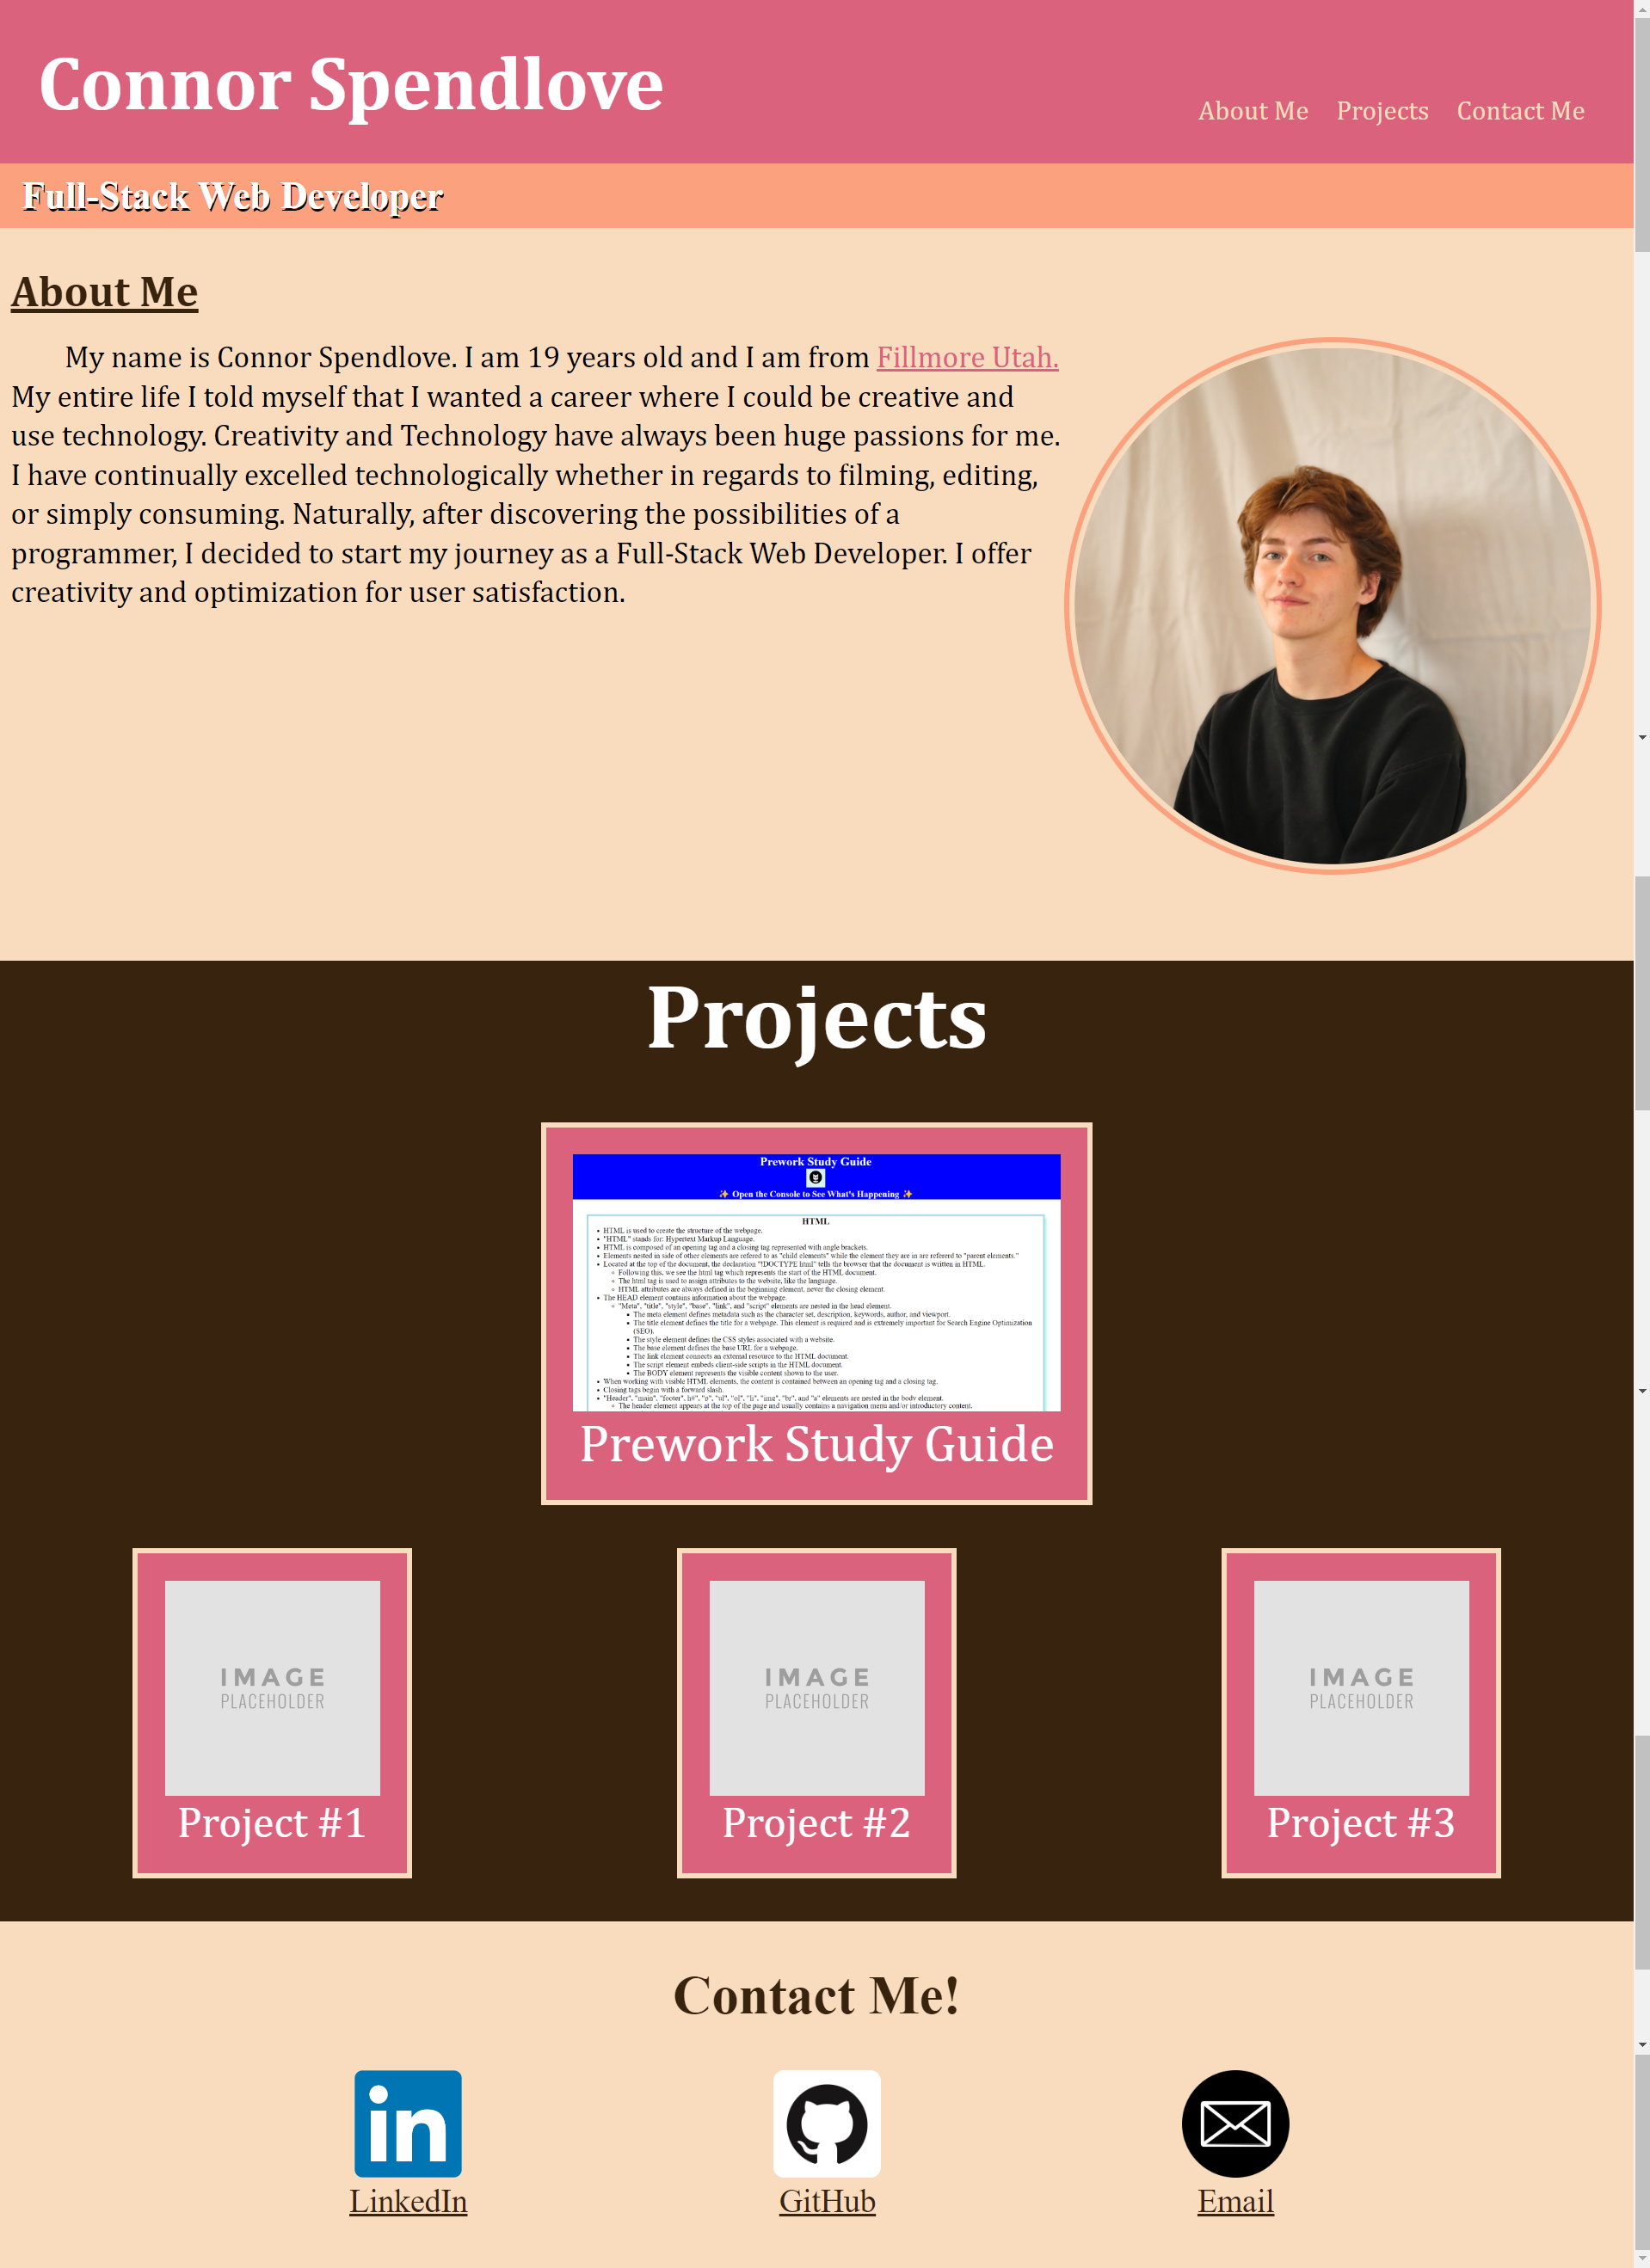 Connor Spendlove
About Me Projects Contact Me
Full-Stack Web Developer
About Me
My name is Connor Spendlove. I am 19 years old and I am from Fillmore Utah.
My entire life I told myself that I wanted a career where I could be creative and
use technology. Creativity and Technology have always been huge passions for me.
I have continually excelled technologically whether in regards to filming, editing,
or simply consuming. Naturally, after discovering the possibilities of a
programmer, I decided to start my journey as a Full-Stack Web Developer. I offer
creativity and optimization for user satisfaction.
Projects
Prework Study Guide
✨ Open the Console to See What's Happening ✨
HTML
• HTML is used to create the structure of the webpage.
• "HTML" stands for: Hypertext Markup Language.
• HTML is composed of an opening tag and a closing tag represented with angle brackets.
• Elements nested in side of other elements are refered to as "child elements" while the element they are in are refererd to "parent elements."
• Located at the top of the document, the declaration "!DOCTYPE html" tells the browser that the document is written in HTML.
◦ Following this, we see the html tag which represents the start of the HTML document.
◦ The html tag is used to assign attributes to the website, like the language.
◦ HTML attributes are always defined in the beginning element, never the closing element.
• The HEAD element contains information about the webpage.
◦ "Meta", "title", "style", "base", "link", and "script" elements are nested in the head element.
▪ The meta element defines metadata such as the character set, description, keywords, author, and viewport.
▪ The title element defines the title for a webpage. This element is required and is extremely important for Search Engine Optimization
(SEO).
▪ The style element defines the CSS styles associated with a website.
▪ The base element defines the base URL for a webpage.
▪ The link element connects an external resource to the HTML document.
▪ The script element embeds client-side scripts in the HTML document.
▪ The BODY element represents the visible content shown to the user.
• When working with visible HTML elements, the content is contained between an opening tag and a closing tag.
• Closing tags begin with a forward slash.
• "Header", "main", "footer", h#", "p", "ul", "ol", "li", "img", "br", and "a" elements are nested in the body element.
◦ The header element appears at the top of the page and usually contains a navigation menu and/or introductory content.
Prework Study Guide
IMAGE
PLACEHOLDER
Project #1
IMAGE
PLACEHOLDER
Project #2
IMAGE
PLACEHOLDER
Project #3
Contact Me!
in
LinkedIn
GitHub
Email